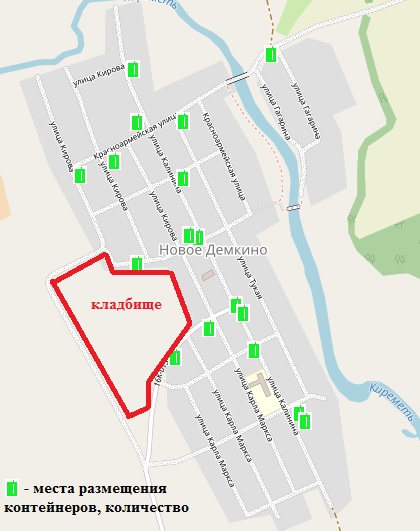 Киреметь
улица Кирова
улица Гагарина
улица Гагарина
Красноармейская улица
улица Кирова
улица Калинина
Красноармейская улица
улица Кирова
улица Кирова
Новое Демкино
улица Тукая
кладбище
Киреметь
улица Калинина
улица Карла Маркса
улица Карла Маркса
улица Карла Маркса
- места размещения
контейнеров, количество